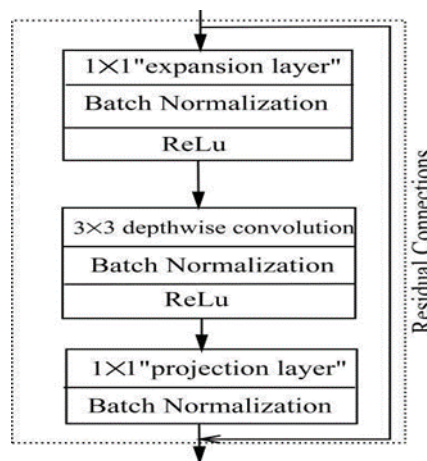 1×1"expansion layer"
Batch Normalization
ReLu
3×3 depthwise convolution
Batch Normalization
ReLu
1×1"projection layer"
Batch Normalization
Residual Connections